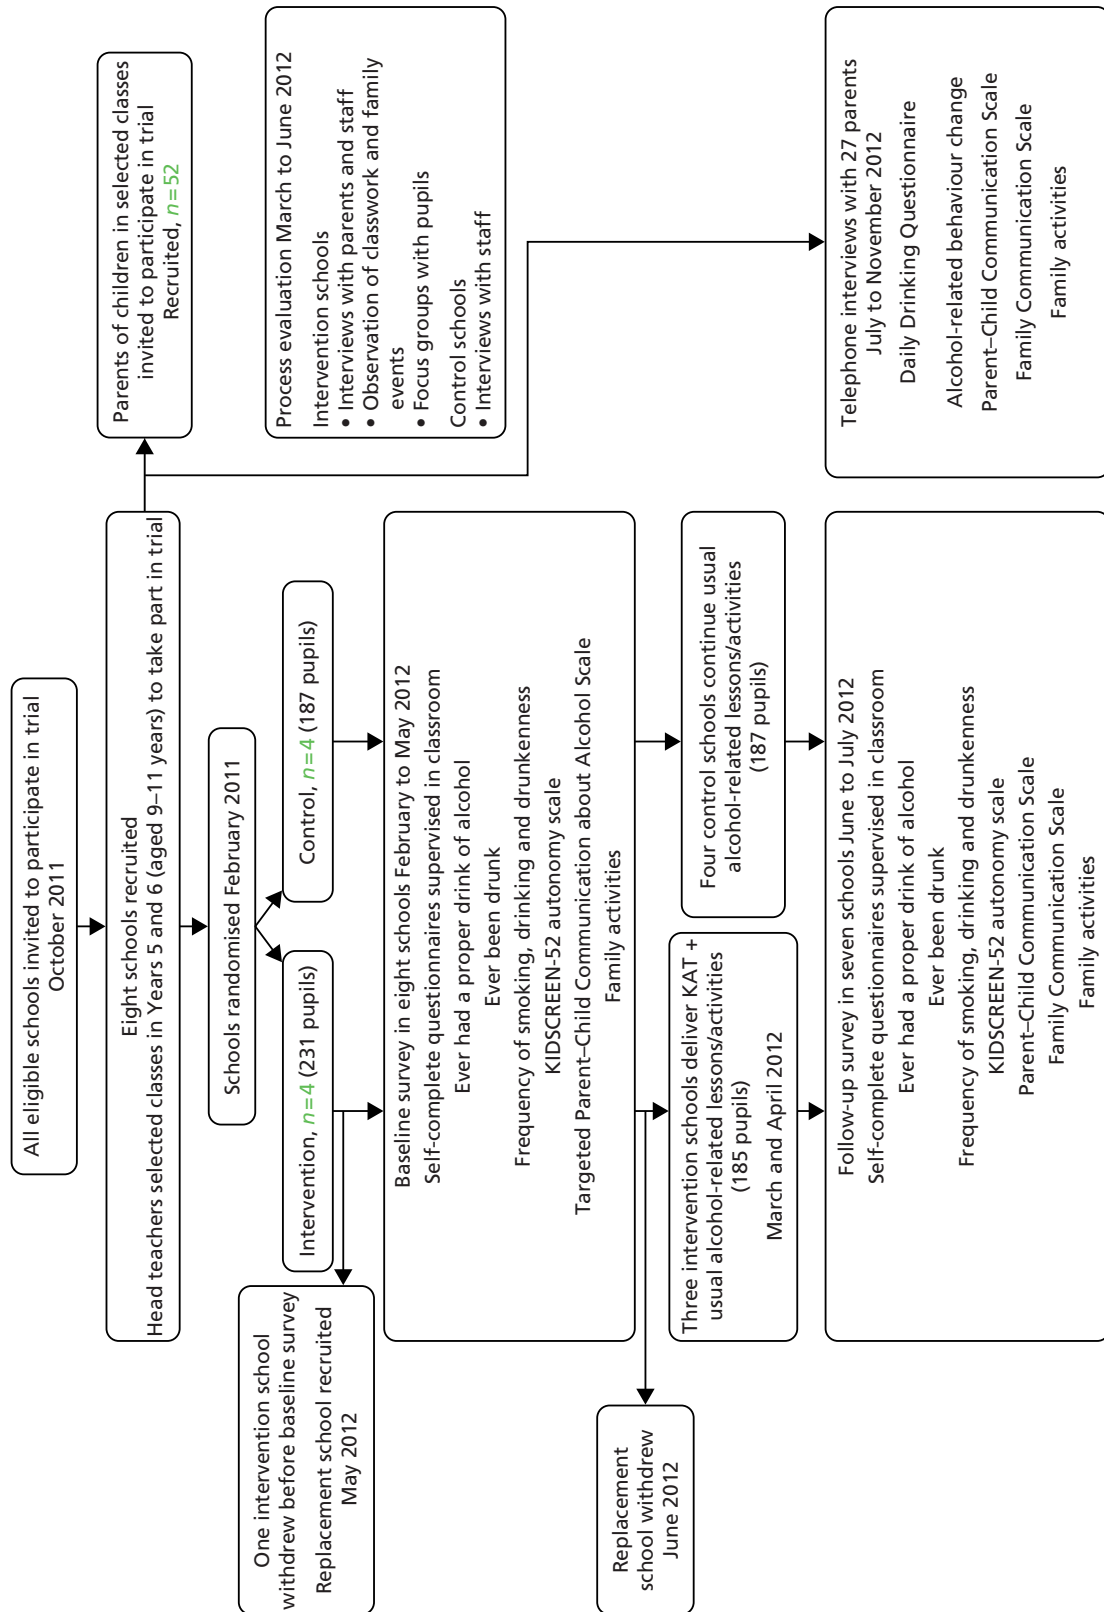 All eligible schools invited to participate in trial
October 2011
Eight schools recruited
Head teachers selected classes in Years 5 and 6 (aged 9–11 years) to take part in trial
Parents of children in selected classes
invited to participate in trial
Recruited, n=52
Schools randomised February 2011
Intervention, n=4 (231 pupils)
Control, n=4 (187 pupils)
One intervention school
withdrew before baseline survey
Replacement school recruited
May 2012
Process evaluation March to June 2012
Intervention schools
• Interviews with parents and staff
• Observation of classwork and family
events
• Focus groups with pupils
Control schools
• Interviews with staff
Baseline survey in eight schools February to May 2012
Self-complete questionnaires supervised in classroom
Ever had a proper drink of alcohol
Ever been drunk
Frequency of smoking, drinking and drunkenness
KIDSCREEN-52 autonomy scale
Targeted Parent–Child Communication about Alcohol Scale
Family activities
Replacement
school withdrew
June 2012
Three intervention schools deliver KAT +
usual alcohol-related lessons/activities
(185 pupils)
March and April 2012
Four control schools continue usual
alcohol-related lessons/activities
(187 pupils)
Follow-up survey in seven schools June to July 2012
Self-complete questionnaires supervised in classroom
Ever had a proper drink of alcohol
Ever been drunk
Frequency of smoking, drinking and drunkenness
KIDSCREEN-52 autonomy scale
Parent–Child Communication Scale
Family Communication Scale
Family activities
Telephone interviews with 27 parents
July to November 2012
Daily Drinking Questionnaire
Alcohol-related behaviour change
Parent–Child Communication Scale
Family Communication Scale
Family activities